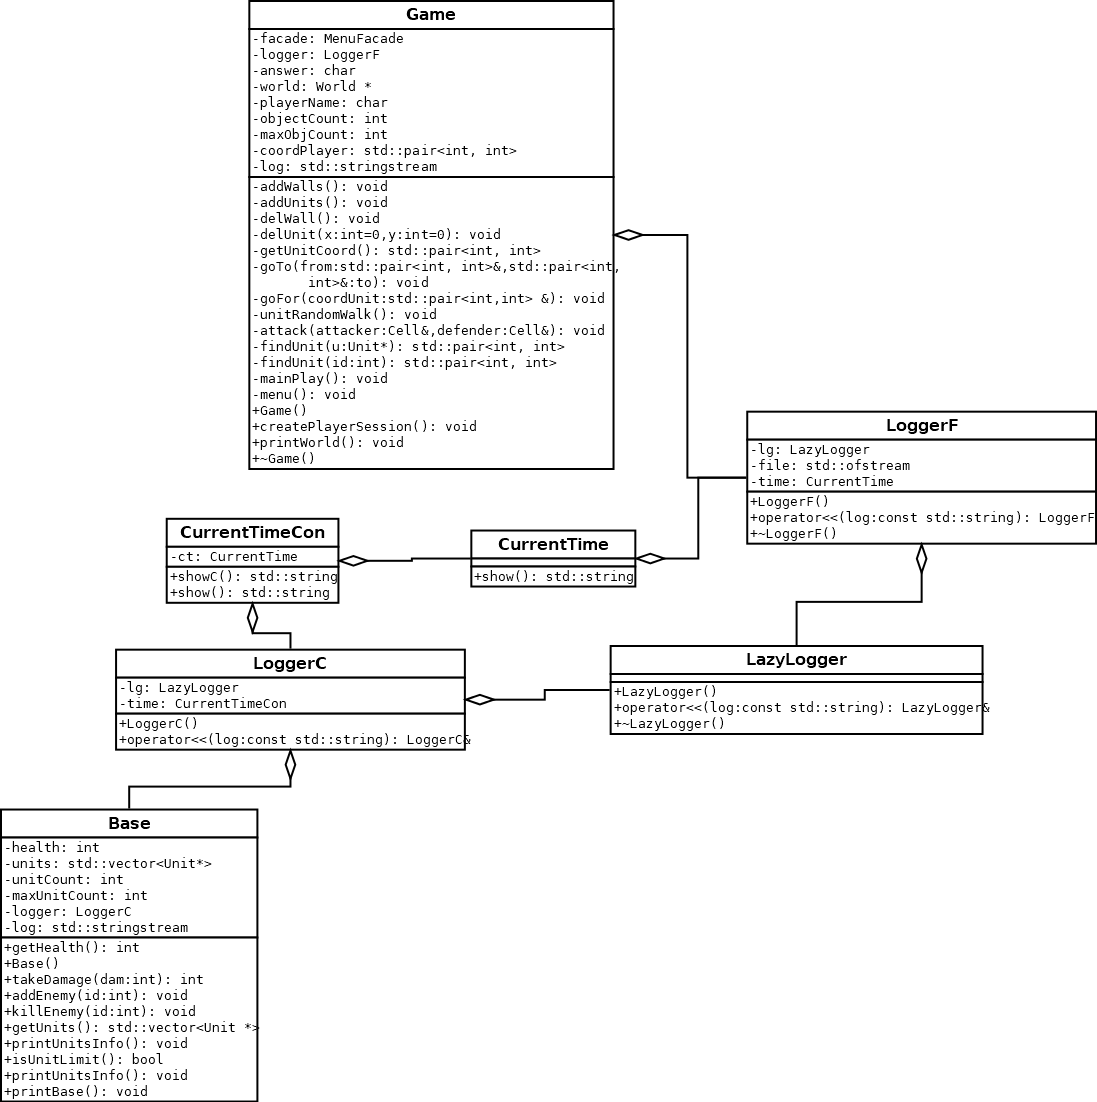 Game
-facade: MenuFacade
-logger: LoggerF
-answer: char
-world: World *
-playerName: char
-objectCount: int
-maxObjCount: int
-coordPlayer: std::pair<int, int>
-log: std::stringstream
-addWalls(): void
-addUnits(): void
-delWall(): void
-delUnit(x:int=0,y:int=0): void
-getUnitCoord(): std::pair<int, int>
-goTo(from:std::pair<int, int>&,std::pair<int,
int>&:to): void
-goFor(coordUnit:std::pair<int,int> &): void
-unitRandomWalk(): void
-attack(attacker:Cell&,defender:Cell&): void
-findUnit(u:Unit*): std::pair<int, int>
-findUnit(id:int): std::pair<int, int>
-mainPlay(): void
-menu(): void
+Game()
+createPlayerSession(): void
+printWorld(): void
+~Game()
LoggerF
-lg: LazyLogger
-file: std::ofstream
-time: CurrentTime
+LoggerF()
+operator<<(log:const std::string): LoggerF
+~LoggerF()
CurrentTimeCon
-ct: CurrentTime
+showC(): std::string
+show(): std::string
CurrentTime
+show(): std::string
LoggerC
-lg: LazyLogger
-time: CurrentTimeCon
+LoggerC()
+operator<<(log:const std::string): LoggerC&
LazyLogger
+LazyLogger()
+operator<<(log:const std::string): LazyLogger&
+~LazyLogger()
Base
-health: int
-units: std::vector<Unit*>
-unitCount: int
-maxUnitCount: int
-logger: LoggerC
-log: std::stringstream
+getHealth(): int
+Base()
+takeDamage(dam:int): int
+addEnemy(id:int): void
+killEnemy(id:int): void
+getUnits(): std::vector<Unit *>
+printUnitsInfo(): void
+isUnitLimit(): bool
+printUnitsInfo(): void
+printBase(): void